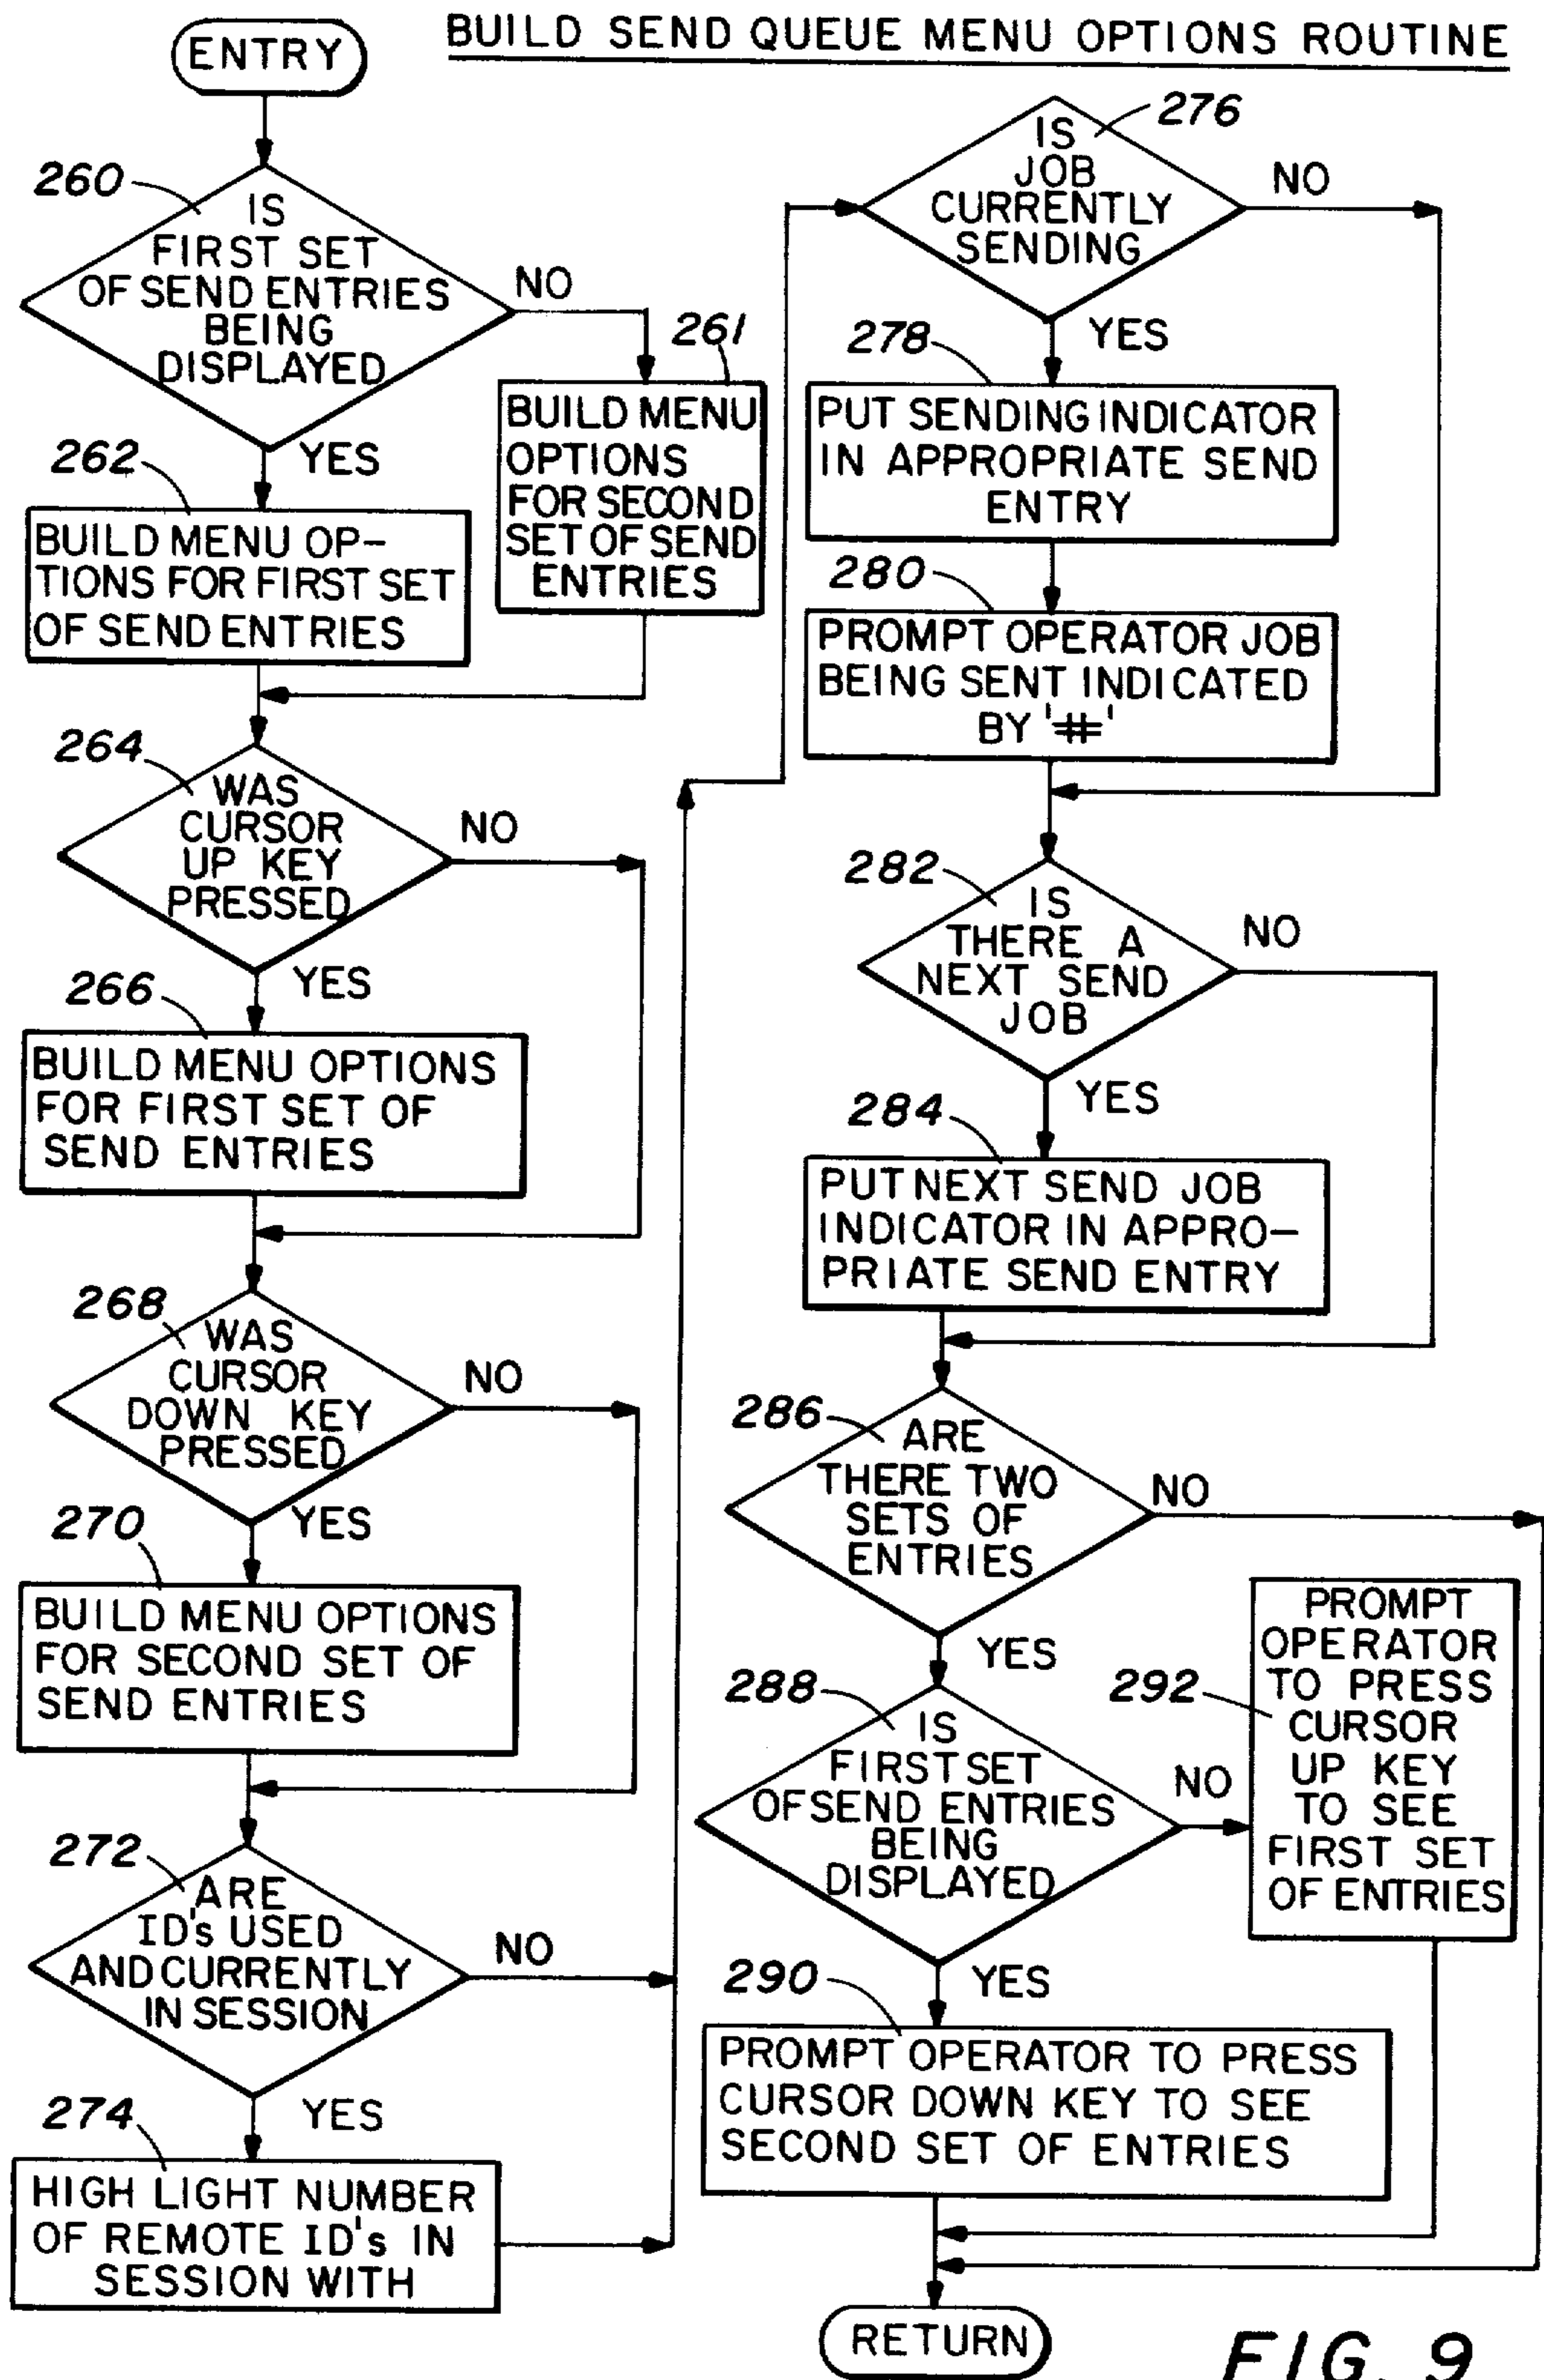 BUILD SEND QUEUE MENU OPTIONS ROUTINE
ENTRY
260
IS
FIRST SET
OF SEND ENTRIES
BEING
DISPLAYED
NO
YES
261
BUILD MENU
OPTIONS
FOR SECOND
SET OF SEND
ENTRIES
262
BUILD MENU OP-
TIONS FOR FIRST SET
OF SEND ENTRIES
264
WAS
CURSOR
UP KEY
PRESSED
NO
YES
266
BUILD MENU OPTIONS
FOR FIRST SET OF
SEND ENTRIES
268
WAS
CURSOR
DOWN KEY
PRESSED
NO
YES
270
BUILD MENU OPTIONS
FOR SECOND SET OF
SEND ENTRIES
272
ARE
ID's USED
AND CURRENTLY
IN SESSION
NO
YES
274
HIGH LIGHT NUMBER
OF REMOTE ID's IN
SESSION WITH
276
IS
JOB
CURRENTLY
SENDING
NO
YES
278
PUT SENDING INDICATOR
IN APPROPRIATE SEND
ENTRY
280
PROMPT OPERATOR JOB
BEING SENT INDICATED
BY '#'
282
IS
THERE A
NEXT SEND
JOB
NO
YES
284
PUT NEXT SEND JOB
INDICATOR IN APPRO-
PRIATE SEND ENTRY
286
ARE
THERE TWO
SETS OF
ENTRIES
NO
YES
288
IS
FIRST SET
OF SEND ENTRIES
BEING
DISPLAYED
NO
YES
292
PROMPT
OPERATOR
TO PRESS
CURSOR
UP KEY
TO SEE
FIRST SET
OF ENTRIES
290
PROMPT OPERATOR TO PRESS
CURSOR DOWN KEY TO SEE
SECOND SET OF ENTRIES
RETURN
FIG. 9